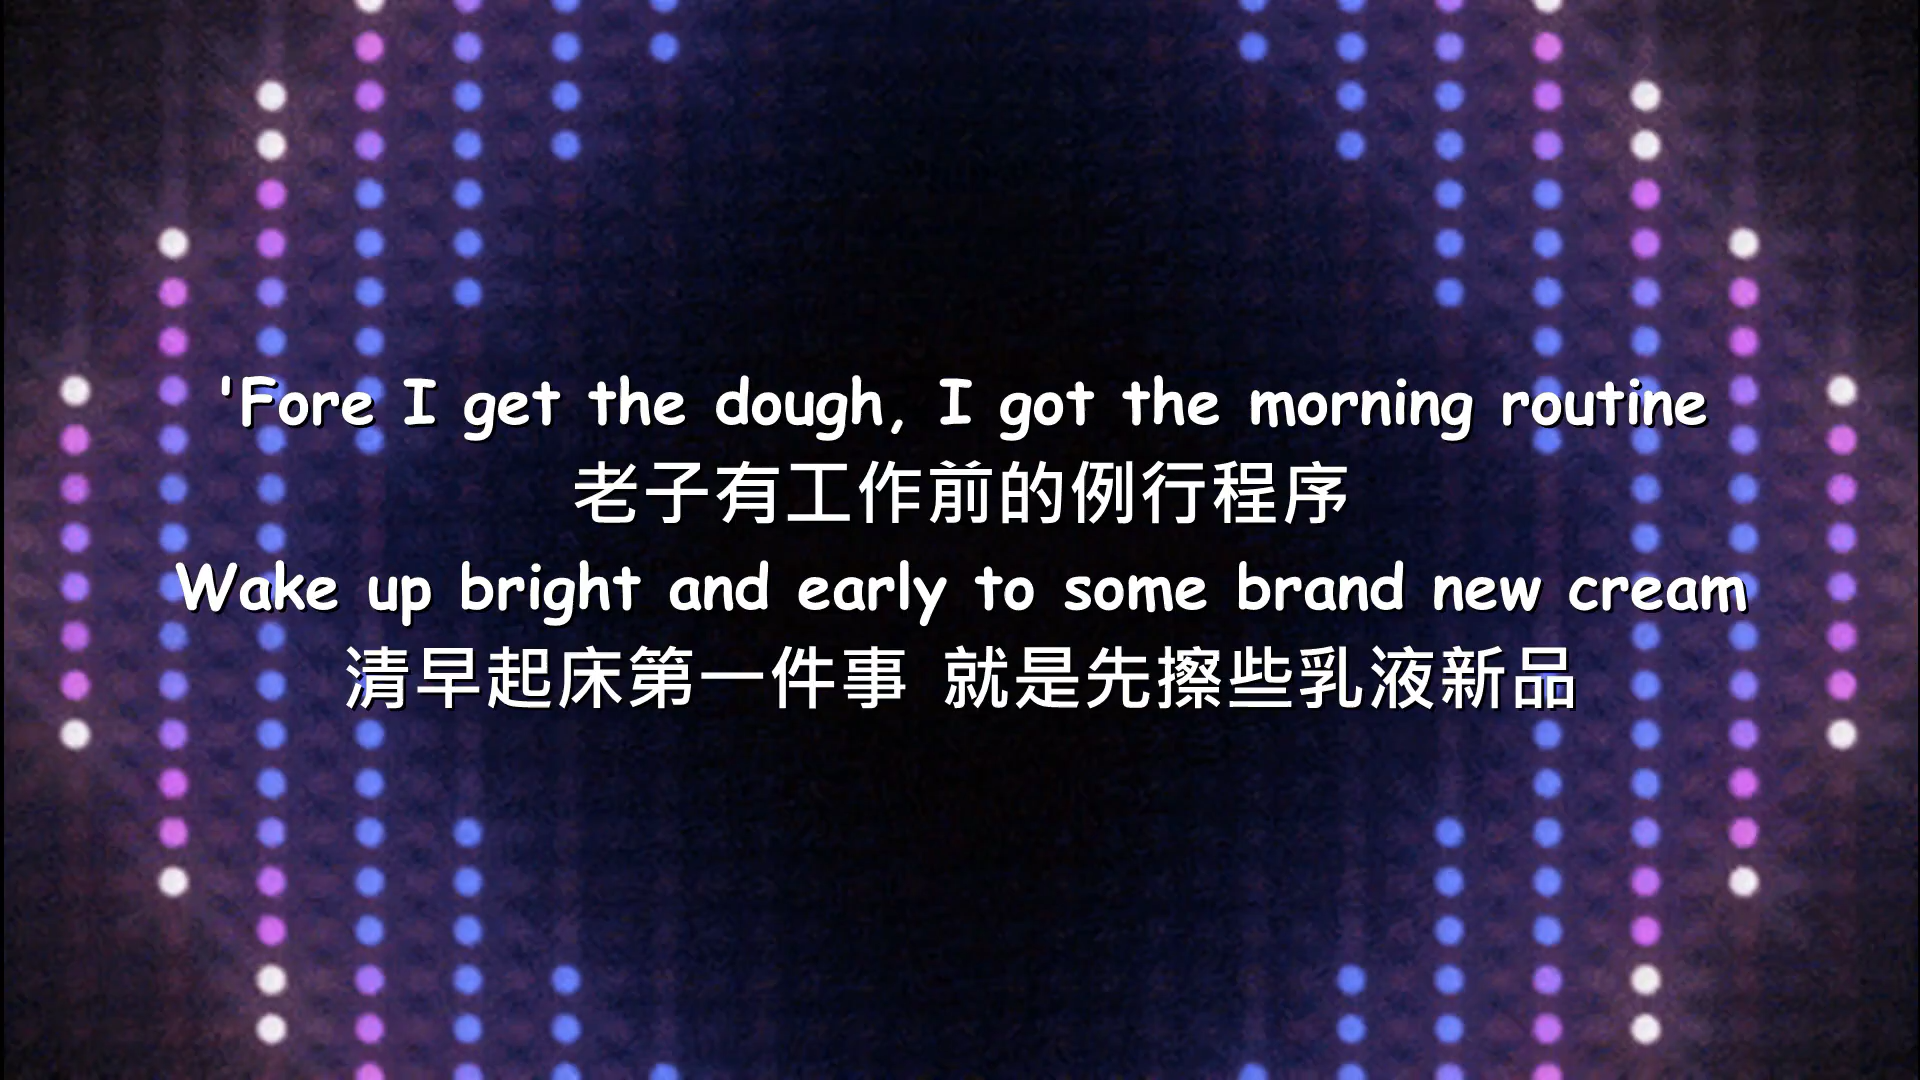 'Fore I get the dough, I got the morning routine
老子有工作前的例行程序
Wake up bright and early to some brand new cream
清早起床第一件事 就是先擦些乳液新品